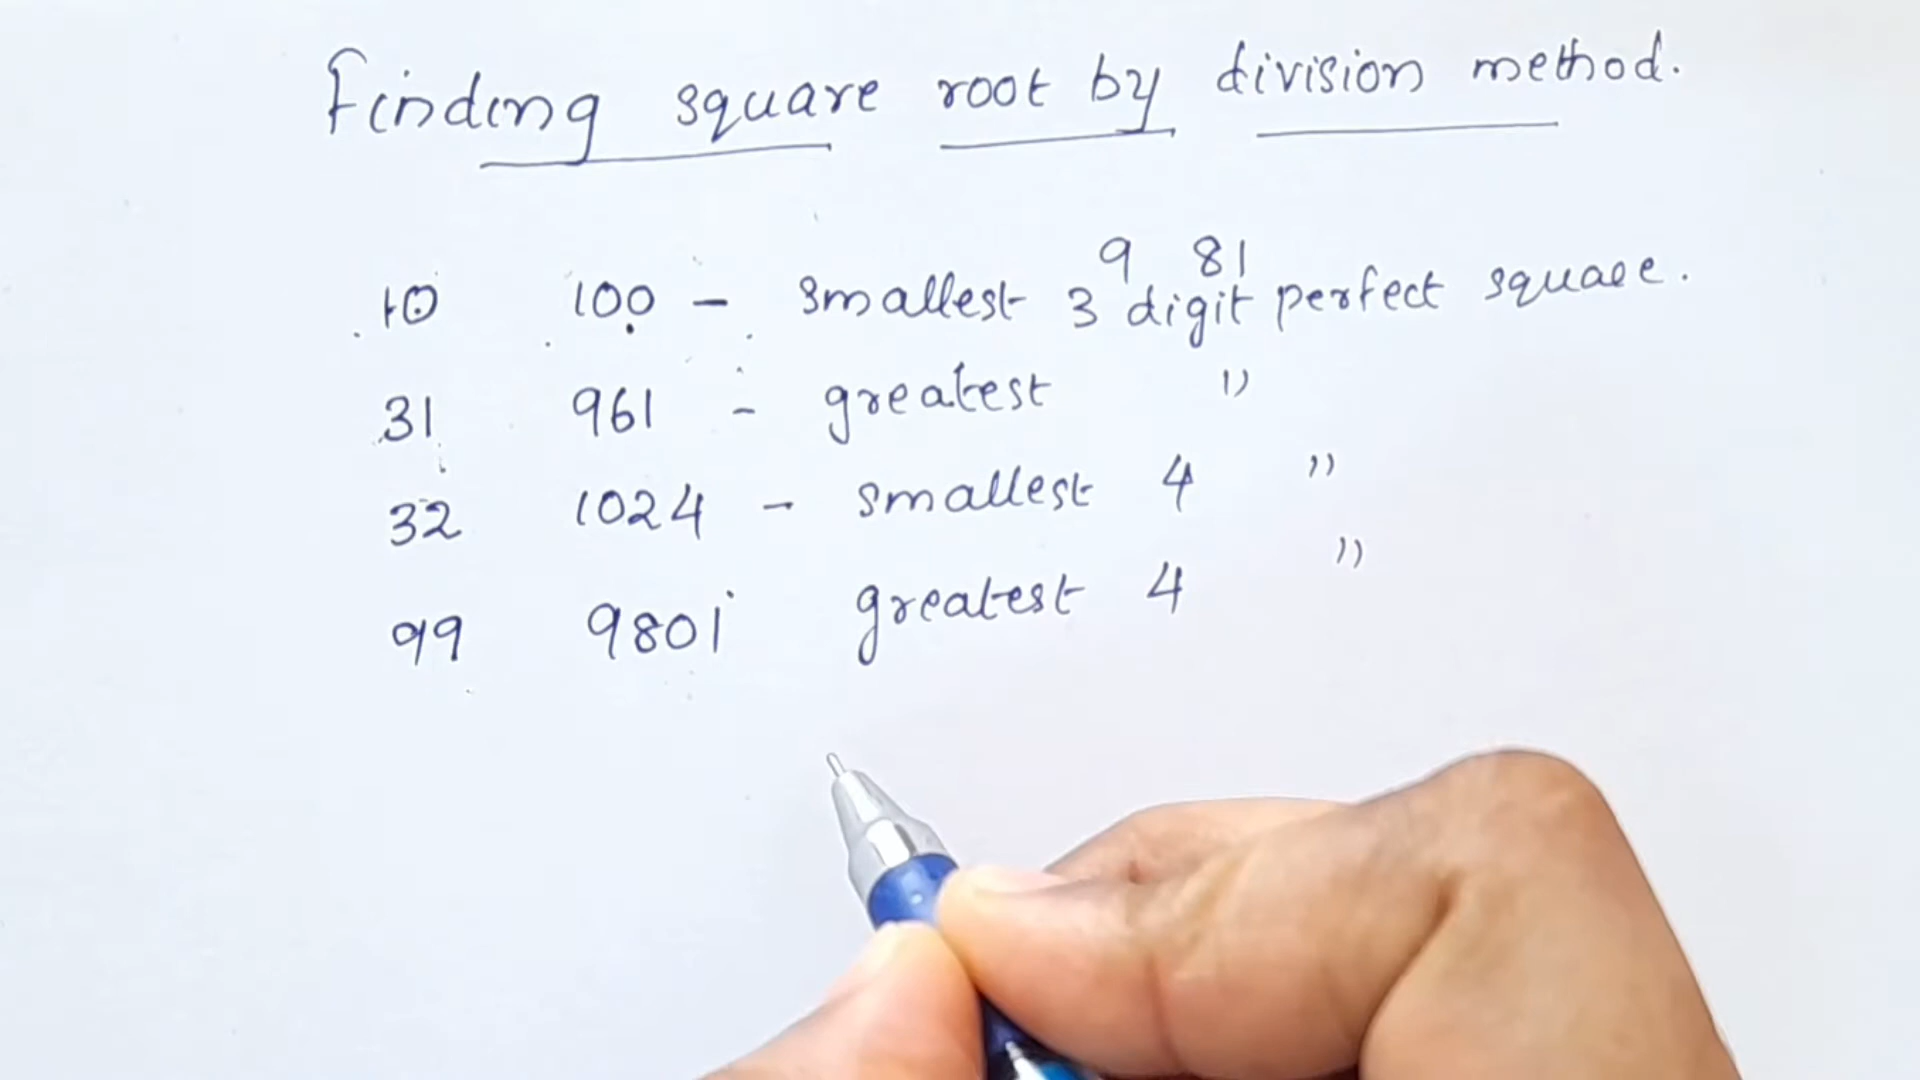 Finding square root by division method.
9 81
10 100 - smallest 3 digit perfect square.
31 961 - greatest "
32 1024 - smallest 4 "
99 9801 greatest 4 "